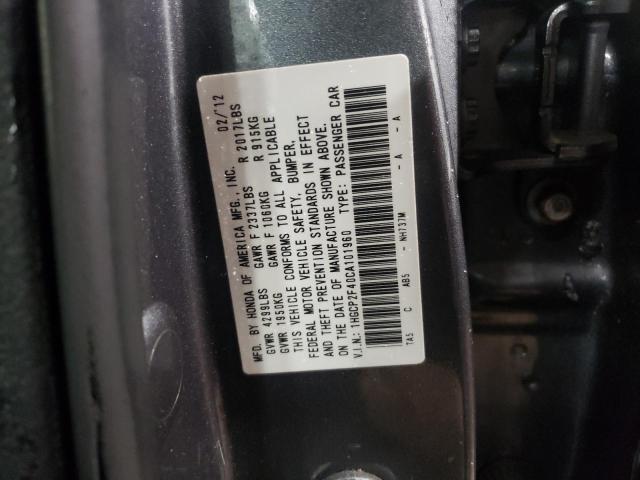 MFD. BY HONDA OF AMERICA MFG., INC. 02/'12
GVWR 4299LBS GAWR F 2337LBS R 2017LBS
GVWR 1950KG GAWR F 1060KG R 915KG
THIS VEHICLE CONFORMS TO ALL APPLICABLE
FEDERAL MOTOR VEHICLE SAFETY, BUMPER,
AND THEFT PREVENTION STANDARDS IN EFFECT
ON THE DATE OF MANUFACTURE SHOWN ABOVE.
V.I.N.: 1HGCP2F40CA101960 TYPE: PASSENGER CAR
TA5 C AB5 - NH737M - A - A